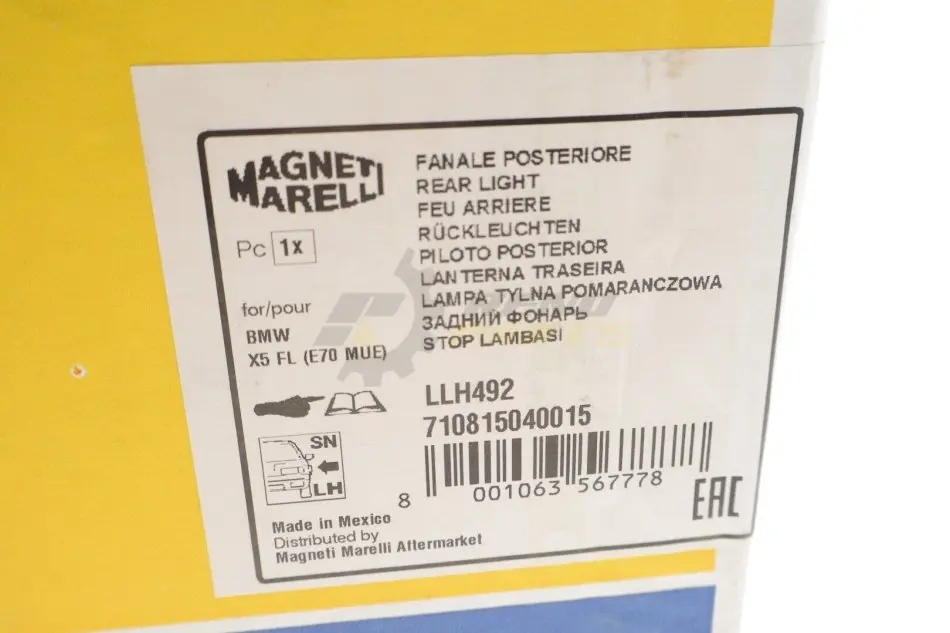 MAGNETI
MARELLI
Pc 1x
for/pour
BMW
X5 FL (E70 MUE)
SN
LH
Made in Mexico
Distributed by
Magneti Marelli Aftermarket
FANALE POSTERIORE
REAR LIGHT
FEU ARRIERE
RÜCKLEUCHTEN
PILOTO POSTERIOR
LANTERNA TRASEIRA
LAMPA TYLNA POMARANCZOWA
ЗАДНИЙ ФОНАРЬ
STOP LAMBASI
LLH492
710815040015
8 001063 567778
EAC